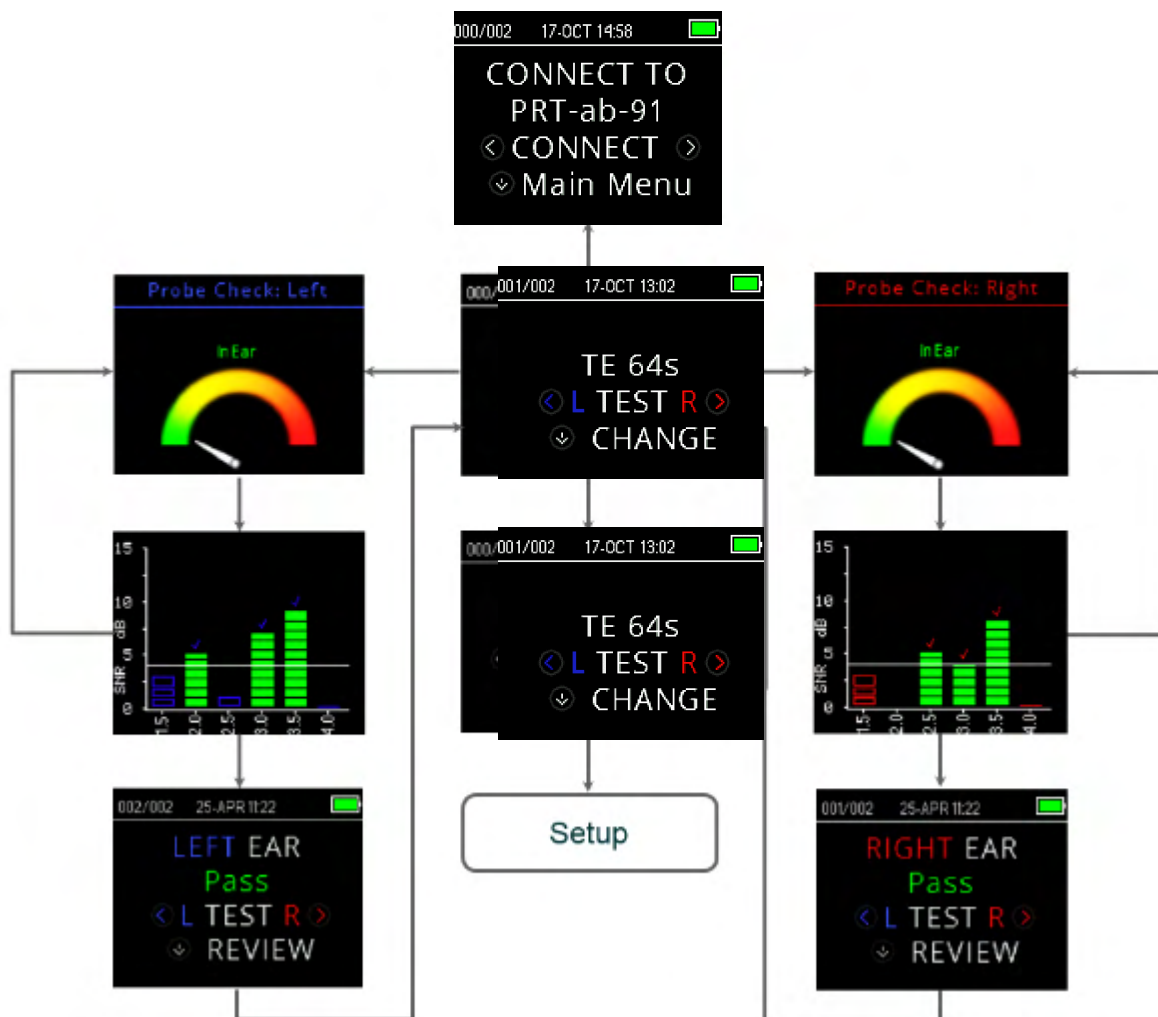 000/002 17-OCT 14:58
CONNECT TO
PRT-ab-91
CONNECT
Main Menu
Probe Check: Left
In Ear
000/
001/002 17-OCT 13:02
TE 64s
L TEST R
CHANGE
Probe Check: Right
In Ear
15
10
5
0
SNR dB
1.5 2.0 2.5 3.0 3.5 4.0
000/
001/002 17-OCT 13:02
TE 64s
L TEST R
CHANGE
15
10
5
0
SNR dB
1.5 2.0 2.5 3.0 3.5 4.0
002/002 25-APR 11:22
LEFT EAR
Pass
L TEST R
REVIEW
Setup
001/002 25-APR 11:22
RIGHT EAR
Pass
L TEST R
REVIEW